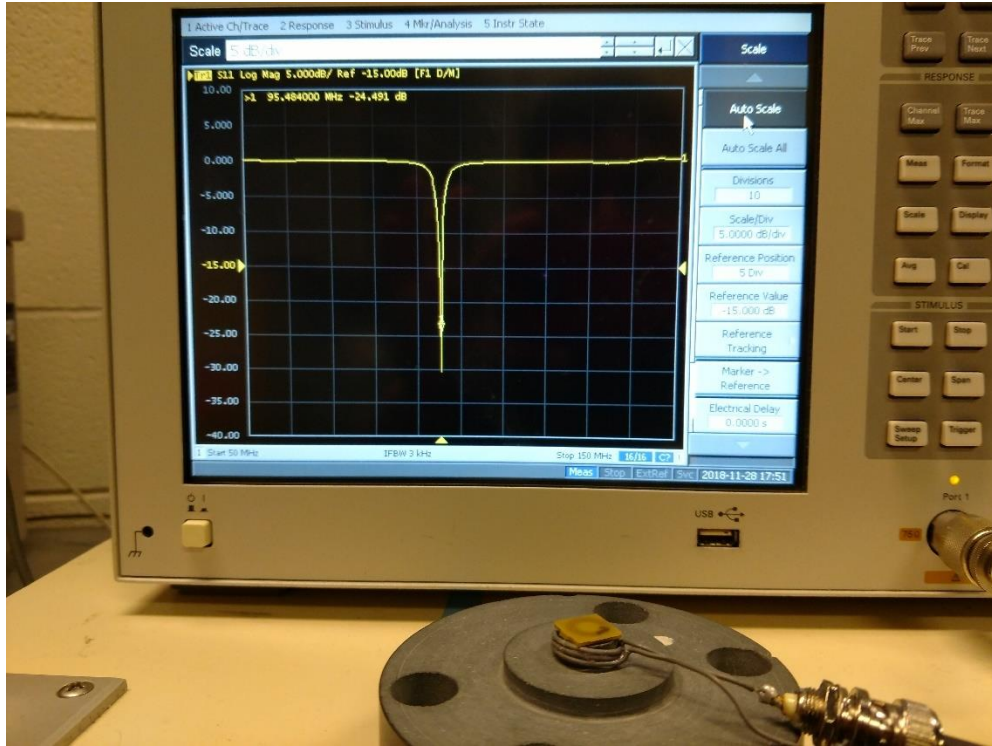 1 Active Ch/Trace 2 Response 3 Stimulus 4 Mkr/Analysis 5 Instr State
Scale 5 dB/div
Scale
Tr1 S11 Log Mag 5.000dB/ Ref -15.00dB [F1 D/M]
>1 95.484000 MHz -24.491 dB
10.00
5.000
0.000
-5.000
-10.00
-15.00
-20.00
-25.00
-30.00
-35.00
-40.00
1
1 Start 50 MHz IFBW 3 kHz Stop 150 MHz 16/16 C?
Meas Stop ExtRef Svc 2018-11-28 17:51
Auto Scale
Auto Scale All
Divisions
10
Scale/Div
5.0000 dB/div
Reference Position
5 Div
Reference Value
-15.000 dB
Reference
Tracking
Marker ->
Reference
Electrical Delay
0.0000 s
Trace
Prev
Trace
Next
RESPONSE
Channel
Max
Trace
Max
Meas
Format
Scale
Display
Avg
Cal
STIMULUS
Start
Stop
Center
Span
Sweep
Setup
Trigger
Port 1
USB
75Ω